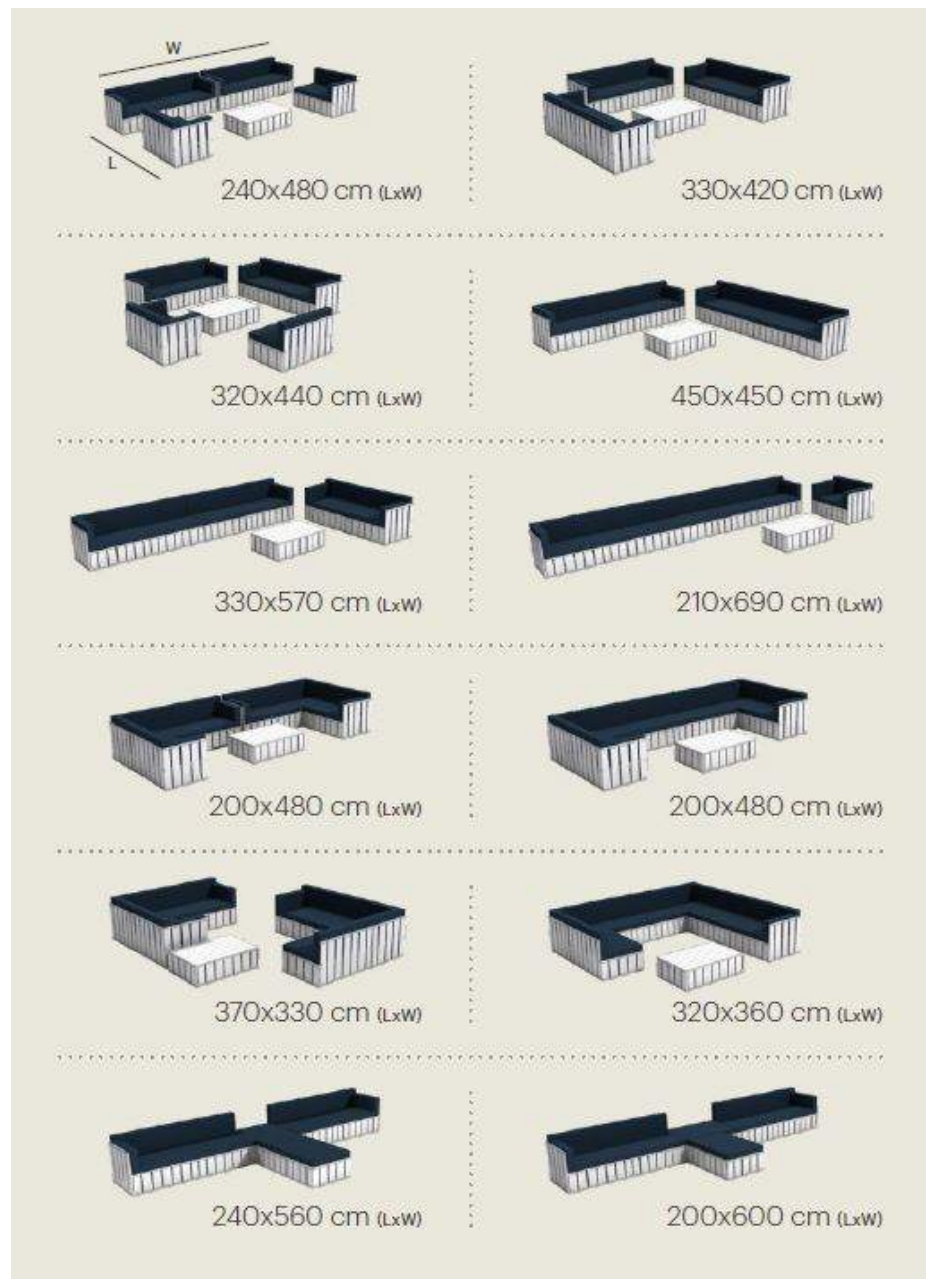 W
L
240x480 cm (LxW)
330x420 cm (LxW)
320x440 cm (LxW)
450x450 cm (LxW)
330x570 cm (LxW)
210x690 cm (LxW)
200x480 cm (LxW)
200x480 cm (LxW)
370x330 cm (LxW)
320x360 cm (LxW)
240x560 cm (LxW)
200x600 cm (LxW)